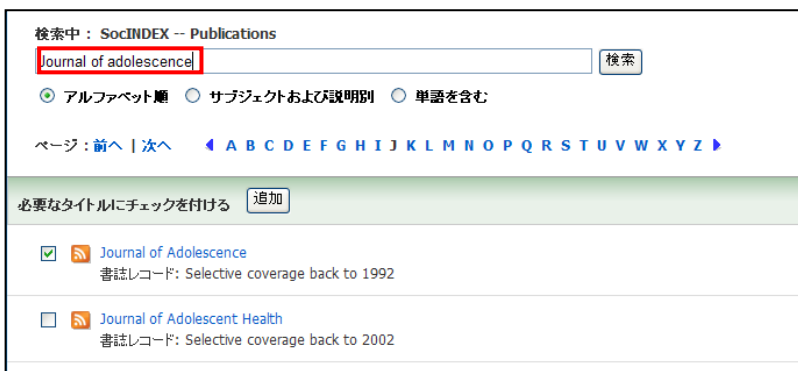 検索中： SocINDEX -- Publications
Journal of adolescence 検索
アルファベット順 サブジェクトおよび説明別 単語を含む
ページ：前へ | 次へ A B C D E F G H I J K L M N O P Q R S T U V W X Y Z
必要なタイトルにチェックを付ける 追加
Journal of Adolescence
書誌レコード: Selective coverage back to 1992
Journal of Adolescent Health
書誌レコード: Selective coverage back to 2002